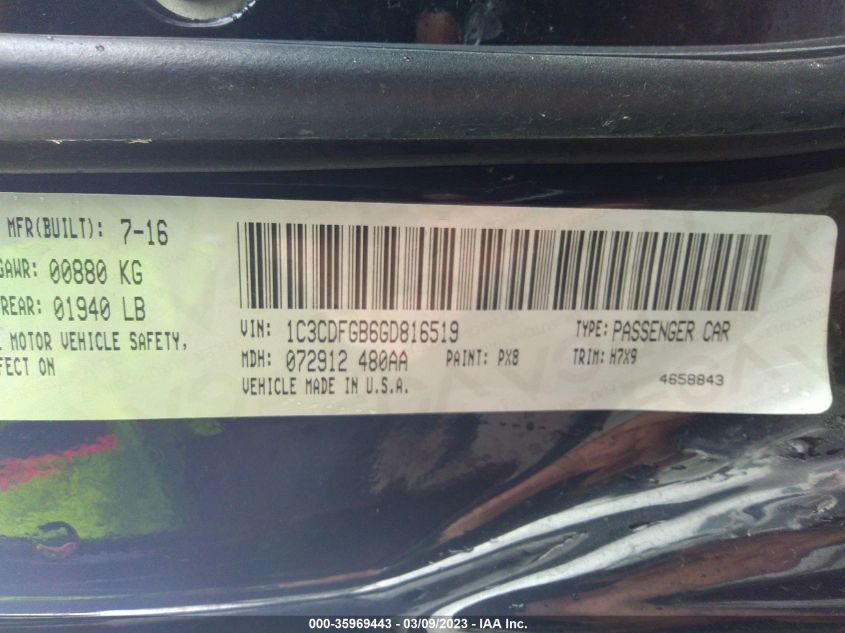 MFR(BUILT): 7-16
GAWR: 00880 KG
REAR: 01940 LB
MOTOR VEHICLE SAFETY,
ON
VIN: 1C3CDFGB6GD816519
TYPE: PASSENGER CAR
MDH: 072912 480AA
PAINT: PX8
TRIM: H7X9
VEHICLE MADE IN U.S.A.
4658843
000-35969443 - 03/09/2023 - IAA Inc.